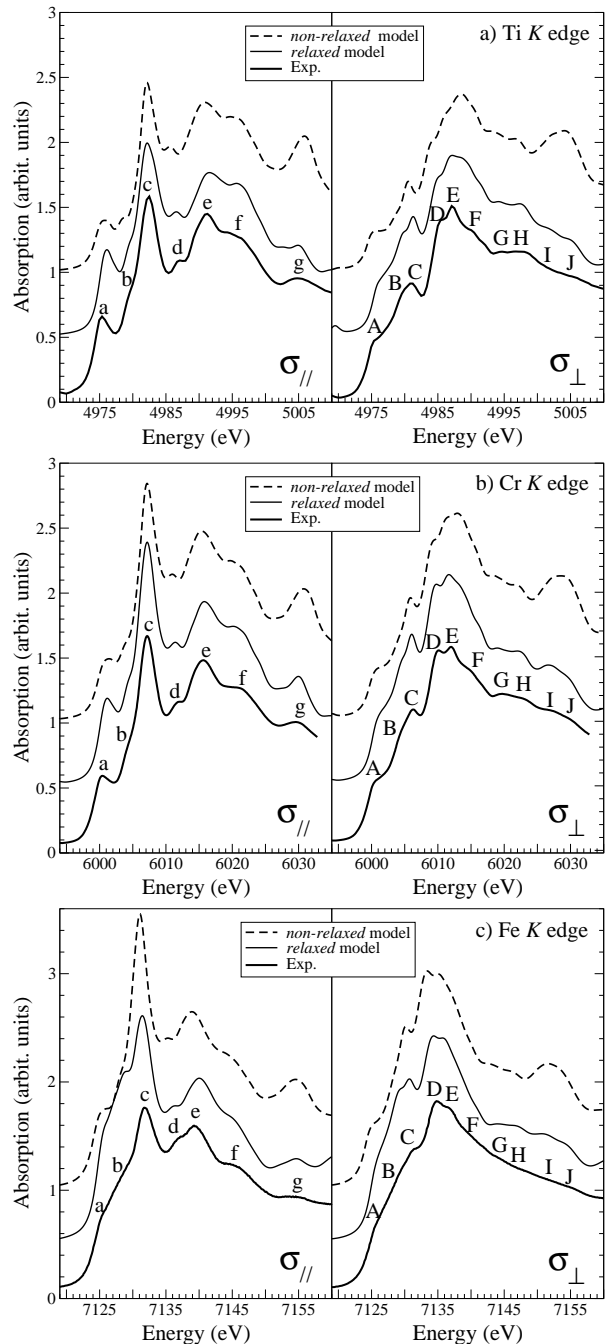 a) Ti K edge
non-relaxed model
relaxed model
Exp.
Absorption (arbit. units)
3
2.5
2
1.5
1
0.5
0
a
b
c
d
e
f
g
σ//
A
B
C
D
E
F
G
H
I
J
σ⊥
4975
4985
4995
5005
4975
4985
4995
5005
Energy (eV)
Energy (eV)
b) Cr K edge
non-relaxed model
relaxed model
Exp.
Absorption (arbit. units)
3
2.5
2
1.5
1
0.5
0
a
b
c
d
e
f
g
σ//
A
B
C
D
E
F
G
H
I
J
σ⊥
6000
6010
6020
6030
6000
6010
6020
6030
Energy (eV)
Energy (eV)
c) Fe K edge
non-relaxed model
relaxed model
Exp.
Absorption (arbit. units)
3
2
1
0
a
b
c
d
e
f
g
σ//
A
B
C
D
E
F
G
H
I
J
σ⊥
7125
7135
7145
7155
7125
7135
7145
7155
Energy (eV)
Energy (eV)